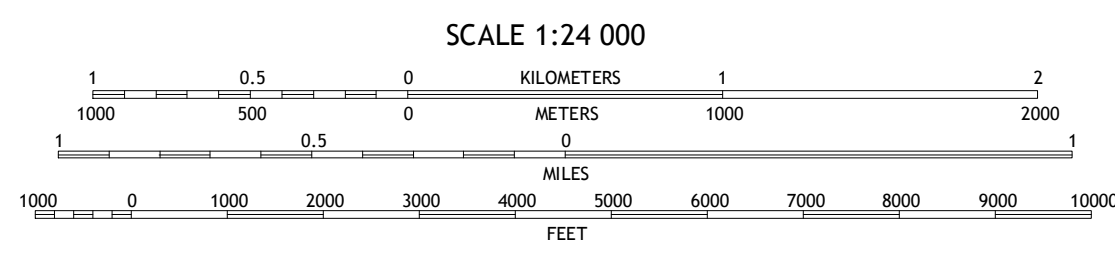 SCALE 1:24 000
1 0.5 0 KILOMETERS 1 2
1000 500 0 METERS 1000 2000
1 0.5 0 1
MILES
1000 0 1000 2000 3000 4000 5000 6000 7000 8000 9000 10000
FEET